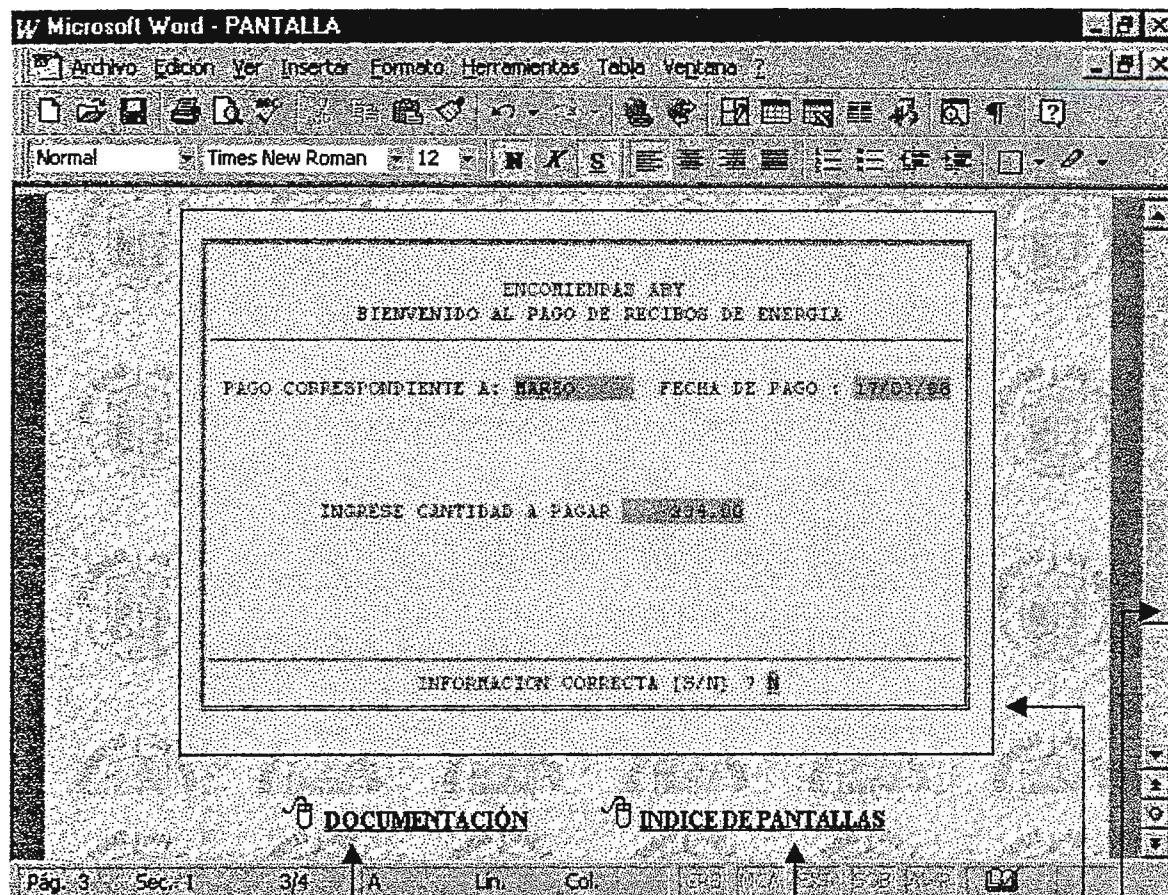 W Microsoft Word - PANTALLA
Archivo Edición Ver Insertar Formato Herramientas Tabla Ventana ?
Normal Times New Roman 12 N X S
ENCOMIENDAS ABY
BIENVENIDO AL PAGO DE RECIBOS DE ENERGIA
PAGO CORRESPONDIENTE A: MARZO FECHA DE PAGO : 17/03/98
INGRESE CANTIDAD A PAGAR
INFORMACION CORRECTA [S/N] ? N
DOCUMENTACIÓN INDICE DE PANTALLAS
Pág. 3 Sec. 1 3/4 A Lín. Col.